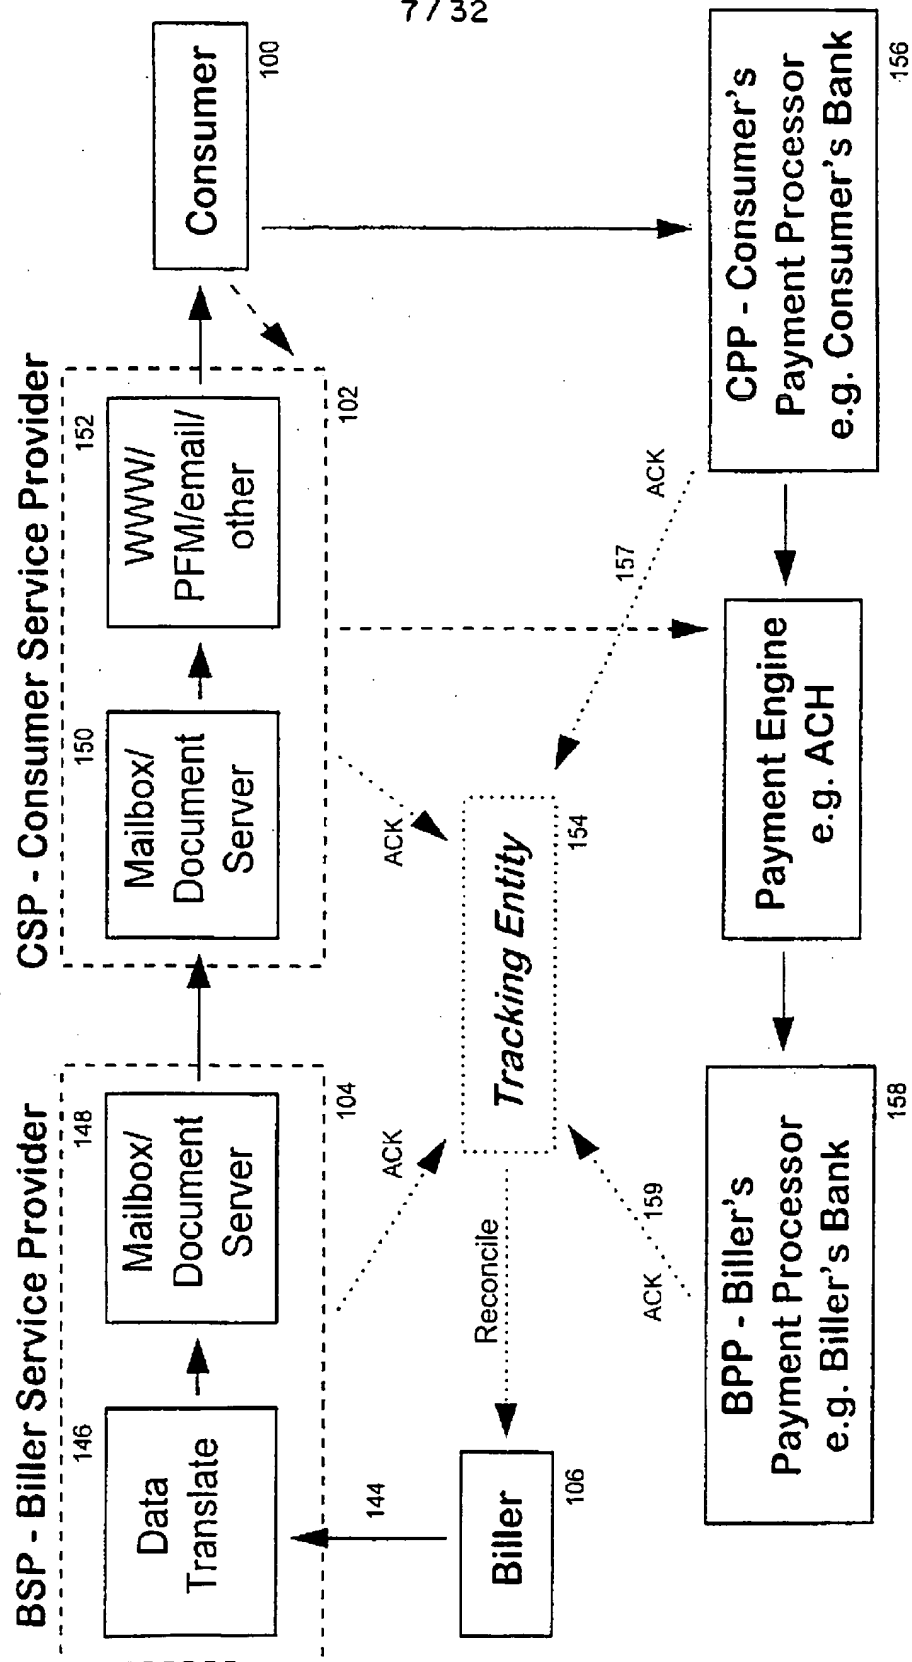 7/32
BSP - Biller Service Provider
CSP - Consumer Service Provider
146
Data
Translate
148
Mailbox/
Document
Server
104
150
Mailbox/
Document
Server
152
WWW/
PFM/email/
other
102
Consumer
100
144
ACK
ACK
Biller
106
Reconcile
Tracking Entity
154
ACK
159
157
ACK
BPP - Biller's
Payment Processor
e.g. Biller's Bank
158
Payment Engine
e.g. ACH
CPP - Consumer's
Payment Processor
e.g. Consumer's Bank
156